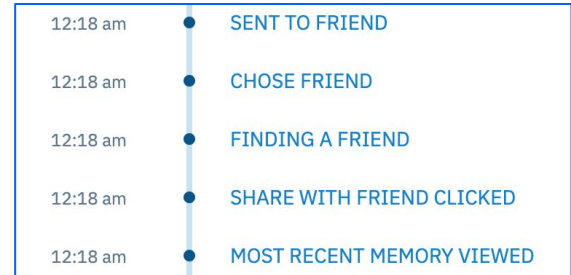 12:18 am SENT TO FRIEND
12:18 am CHOSE FRIEND
12:18 am FINDING A FRIEND
12:18 am SHARE WITH FRIEND CLICKED
12:18 am MOST RECENT MEMORY VIEWED